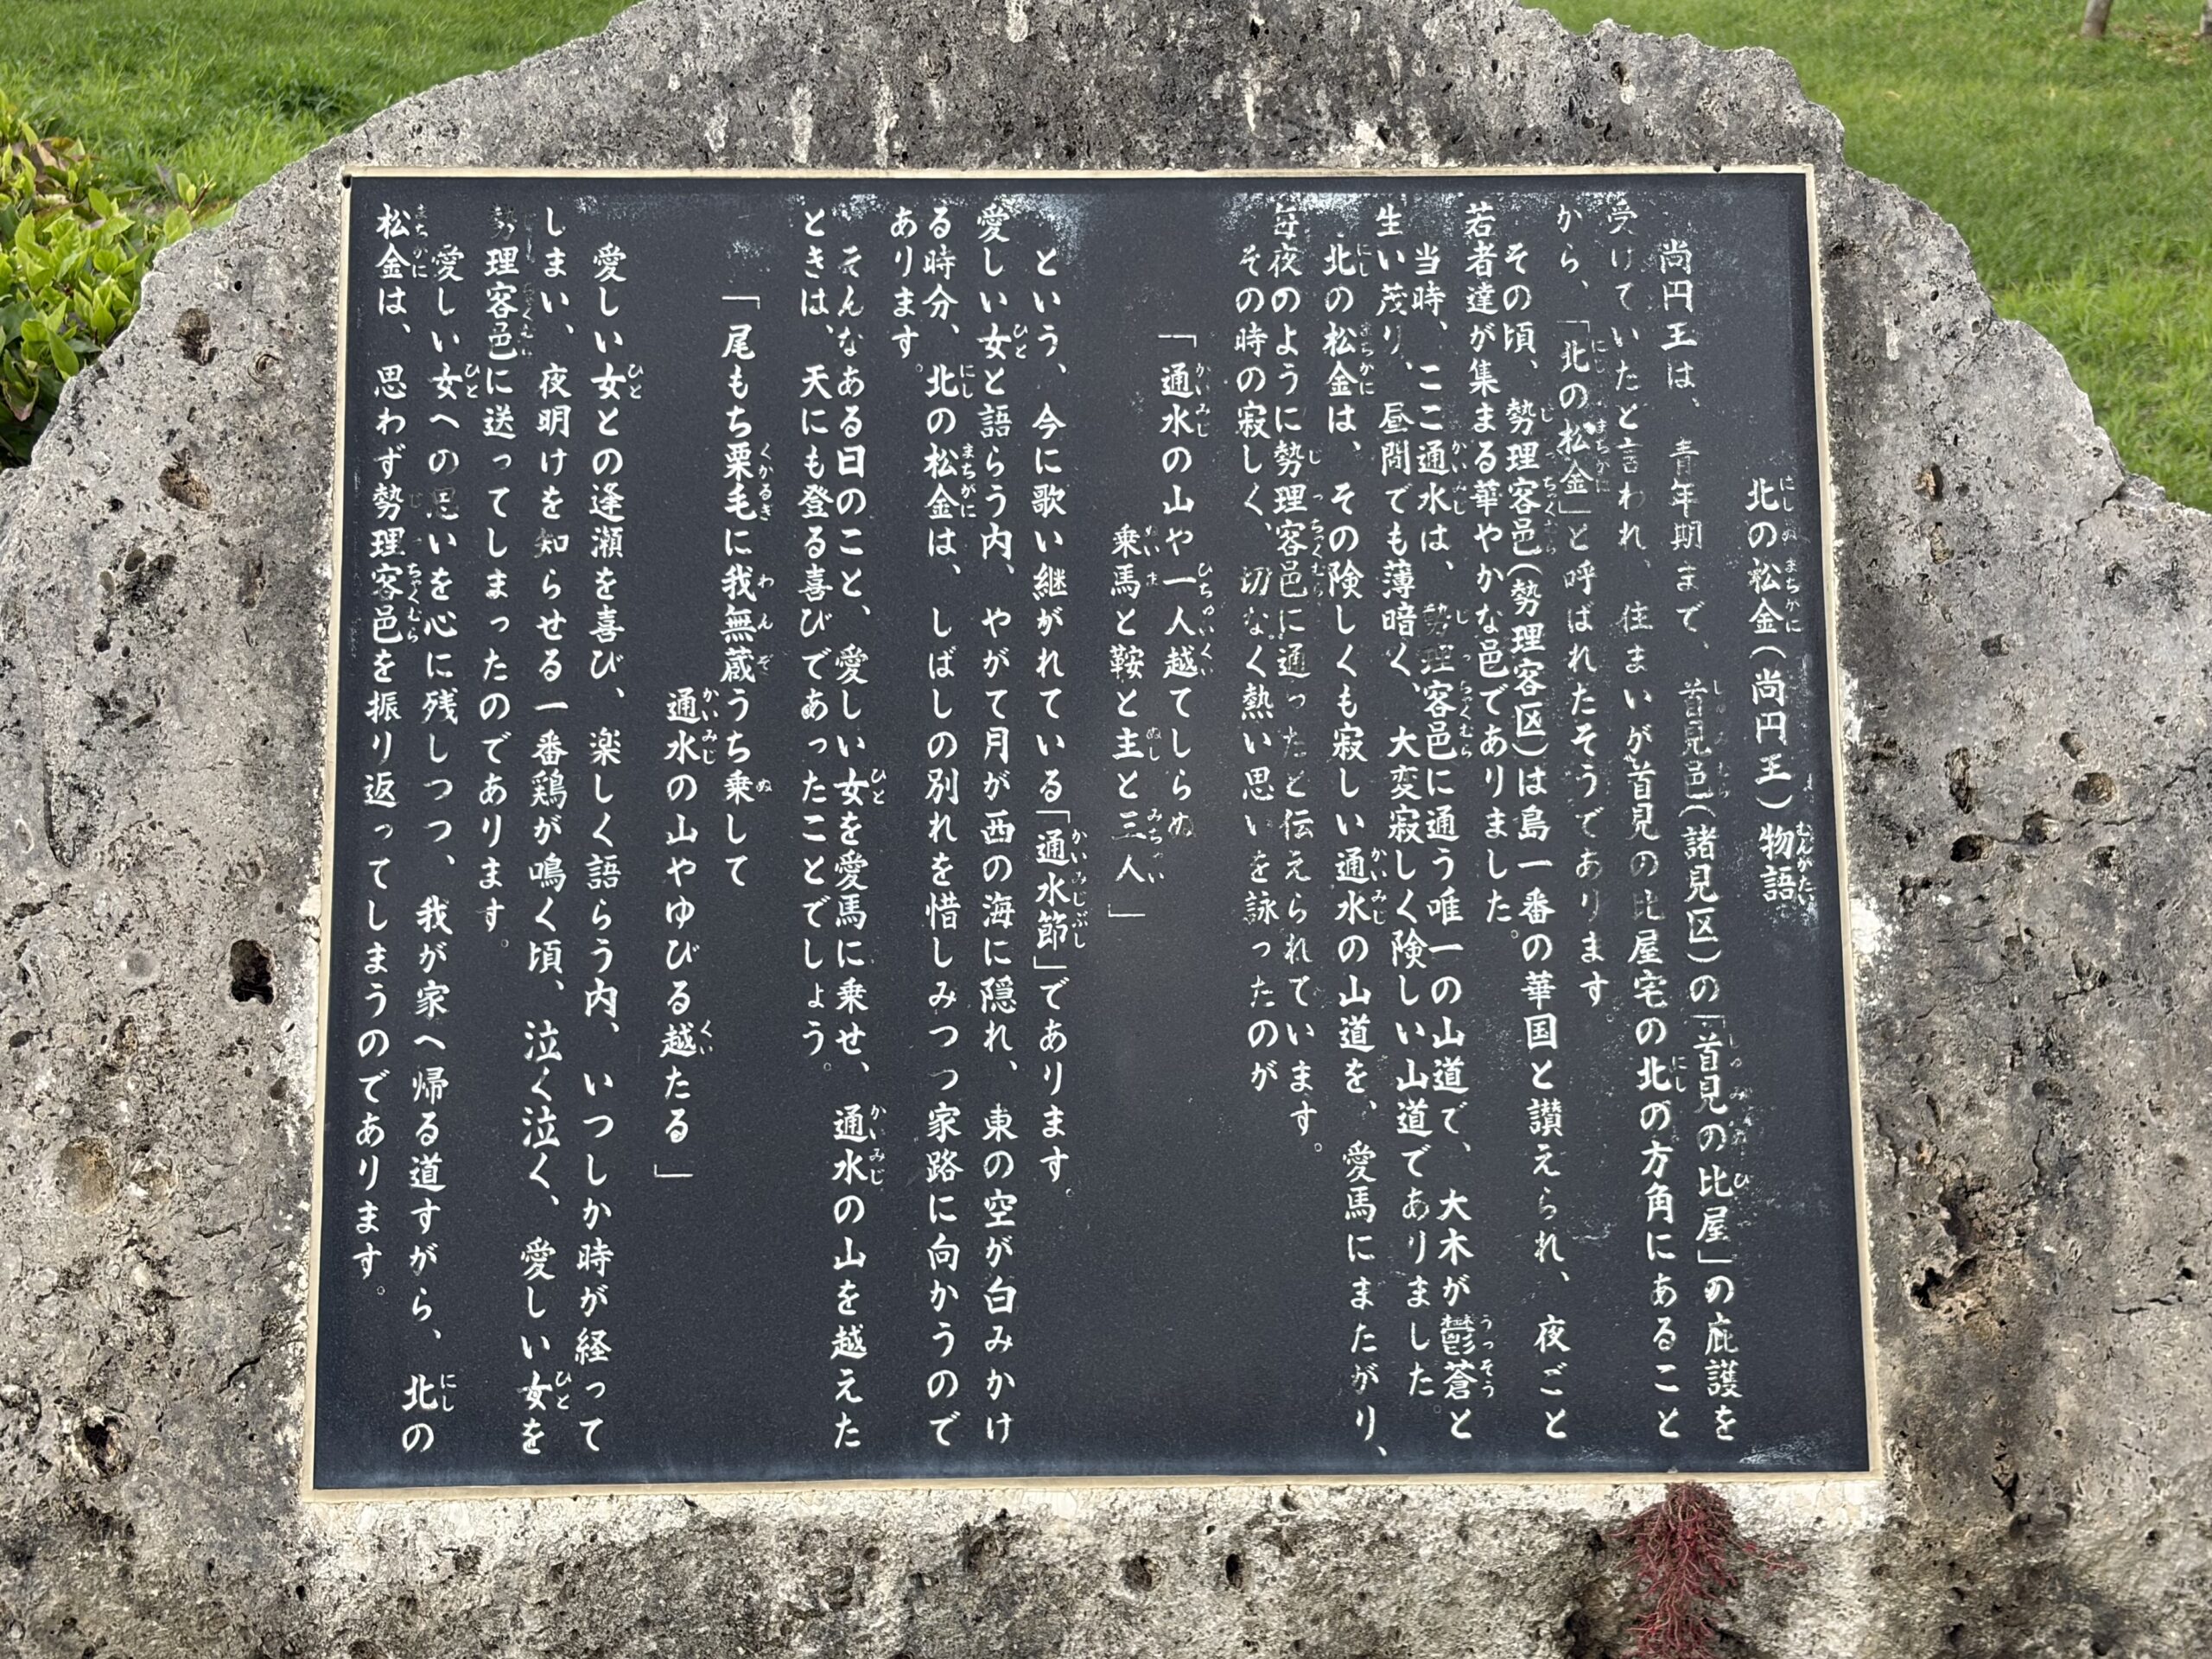 北の松金（尚円王）物語
尚円王は、青年期まで、首見邑（諸見区）の「首見の比屋」の庇護を
受けていたと言われ、住まいが首見の比屋宅の北の方角にあること
から、「北の松金」と呼ばれたそうであります。
その頃、勢理客邑（勢理客区）は島一番の華国と讃えられ、夜ごと
若者達が集まる華やかな邑でありました。
当時、ここ通水は、勢理客邑に通う唯一の山道で、大木が鬱蒼と
生い茂り、昼間でも薄暗く、大変寂しく険しい山道でありました。
北の松金は、その険しくも寂しい通水の山道を、愛馬にまたがり、
毎夜のように勢理客邑に通ったと伝えられています。
その時の寂しく、切なく熱い思いを詠ったのが
「通水の山や一人越てしらぬ
乗馬と鞍と主と三人」
という、今に歌い継がれている「通水節」であります。
愛しい女と語らう内、やがて月が西の海に隠れ、東の空が白みかけ
る時分、北の松金は、しばしの別れを惜しみつつ家路に向かうので
あります。
そんなある日のこと、愛しい女を愛馬に乗せ、通水の山を越えた
ときは、天にも登る喜びであったことでしょう。
「尾もち栗毛に我無蔵うち乗して
通水の山やゆびる越たる」
愛しい女との逢瀬を喜び、楽しく語らう内、いつしか時が経って
しまい、夜明けを知らせる一番鶏が鳴く頃、泣く泣く、愛しい女を
勢理客邑に送ってしまったのであります。
愛しい女への思いを心に残しつつ、我が家へ帰る道すがら、北の
松金は、思わず勢理客邑を振り返ってしまうのであります。